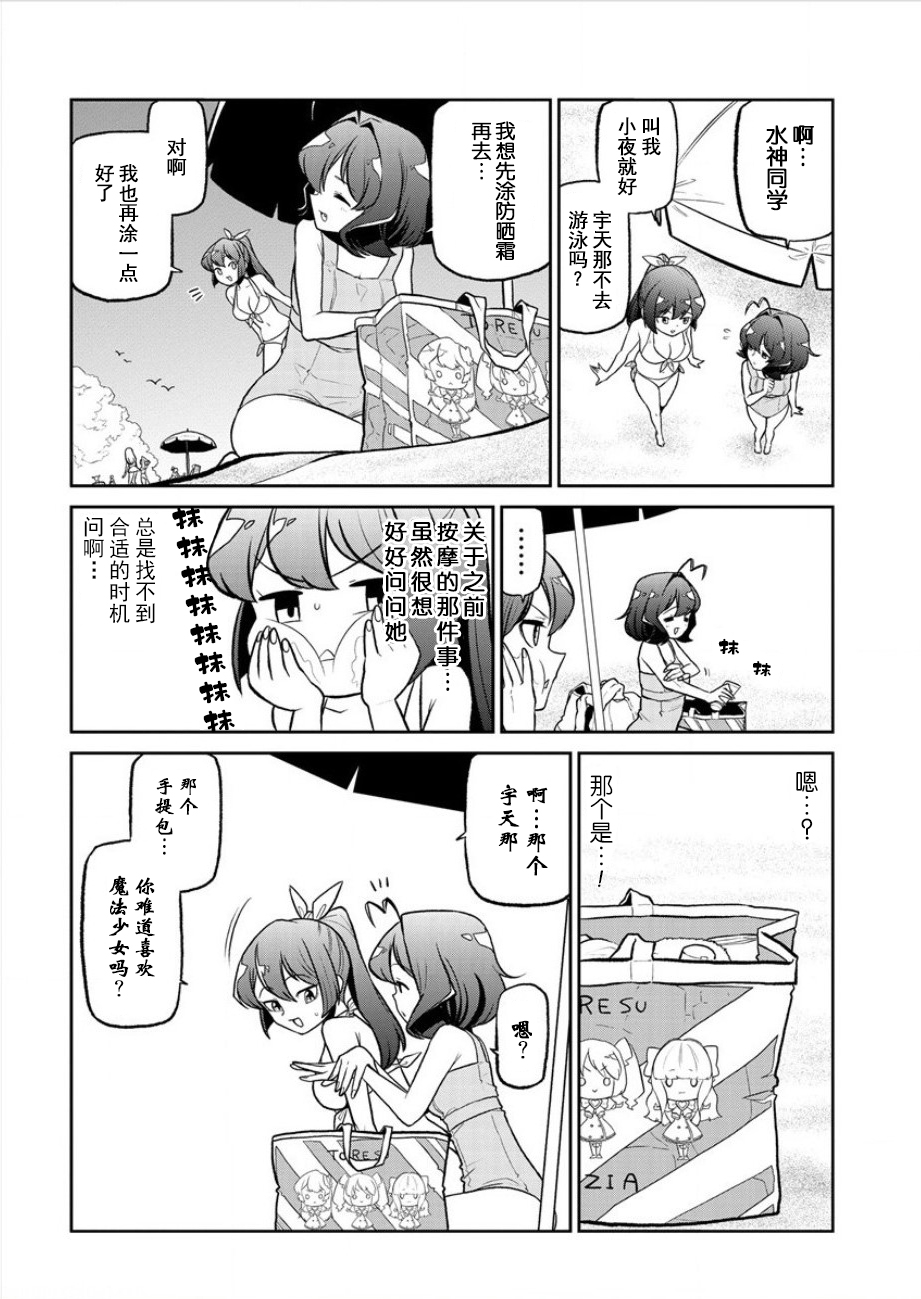 啊…
水神同学
叫我
小夜就好
宇天那不去
游泳吗？
我想先涂防晒霜
再去…
对啊
我也再涂一点
好了
TORESU
……
抹
抹
关于之前
按摩的那件事…
虽然很想
好好问问她
抹
抹
抹
抹
抹
抹
抹
总是找不到
合适的时机
问啊…
嗯…？
那个是…！
RESU
ZIA
啊…那个
宇天那
嗯？
那个
手提包…
你难道喜欢
魔法少女吗？
TORESU